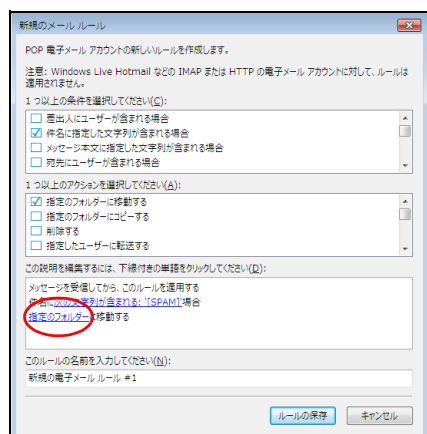 新規のメール ルール
POP 電子メール アカウントの新しいルールを作成します。
注意: Windows Live Hotmail などの IMAP または HTTP の電子メール アカウントに対して、ルールは
適用されません。
1 つ以上の条件を選択してください(C):
差出人にユーザーが含まれる場合
件名に指定した文字列が含まれる場合
メッセージ本文に指定した文字列が含まれる場合
宛先にユーザーが含まれる場合
1 つ以上のアクションを選択してください(A):
指定のフォルダーに移動する
指定のフォルダーにコピーする
削除する
指定したユーザーに転送する
この説明を編集するには、下線付きの単語をクリックしてください(D):
メッセージを受信してから、このルールを適用する
件名に次の文字列が含まれる: '[SPAM]'場合
指定のフォルダーに移動する
このルールの名前を入力してください(N):
新規の電子メール ルール #1
ルールの保存 キャンセル